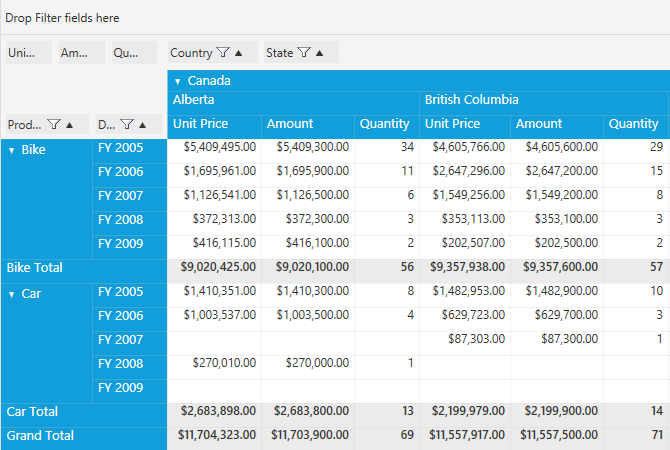 Drop Filter fields here
Uni... Am... Qu... Country State
Canada
Alberta British Columbia
Prod... D... Unit Price Amount Quantity Unit Price Amount Quantity
Bike FY 2005 $5,409,495.00 $5,409,300.00 34 $4,605,766.00 $4,605,600.00 29
FY 2006 $1,695,961.00 $1,695,900.00 11 $2,647,296.00 $2,647,200.00 15
FY 2007 $1,126,541.00 $1,126,500.00 6 $1,549,256.00 $1,549,200.00 8
FY 2008 $372,313.00 $372,300.00 3 $353,113.00 $353,100.00 3
FY 2009 $416,115.00 $416,100.00 2 $202,507.00 $202,500.00 2
Bike Total $9,020,425.00 $9,020,100.00 56 $9,357,938.00 $9,357,600.00 57
Car FY 2005 $1,410,351.00 $1,410,300.00 8 $1,482,953.00 $1,482,900.00 10
FY 2006 $1,003,537.00 $1,003,500.00 4 $629,723.00 $629,700.00 3
FY 2007 $87,303.00 $87,300.00 1
FY 2008 $270,010.00 $270,000.00 1
FY 2009
Car Total $2,683,898.00 $2,683,800.00 13 $2,199,979.00 $2,199,900.00 14
Grand Total $11,704,323.00 $11,703,900.00 69 $11,557,917.00 $11,557,500.00 71